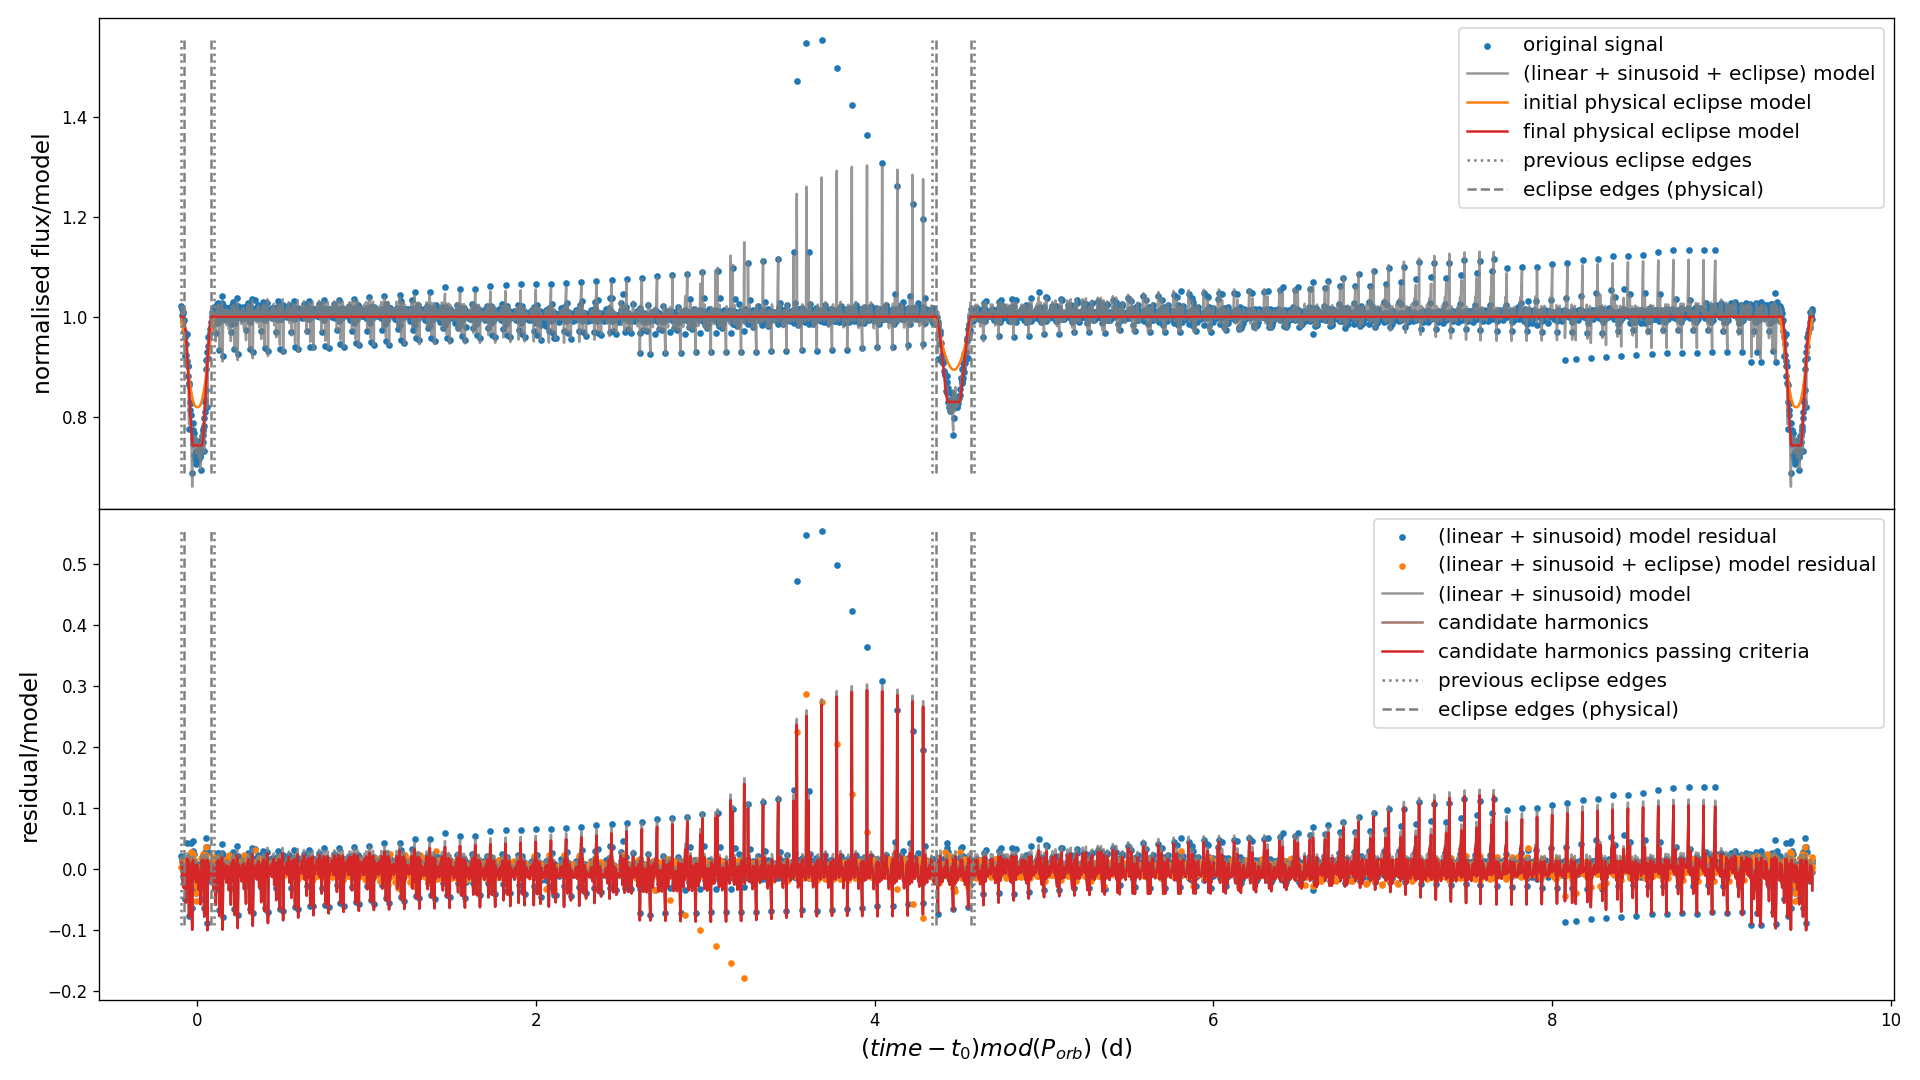 original signal
(linear + sinusoid + eclipse) model
initial physical eclipse model
final physical eclipse model
previous eclipse edges
eclipse edges (physical)
normalised flux/model
1.4
1.2
1.0
0.8
(linear + sinusoid) model residual
(linear + sinusoid + eclipse) model residual
(linear + sinusoid) model
candidate harmonics
candidate harmonics passing criteria
previous eclipse edges
eclipse edges (physical)
residual/model
0.5
0.4
0.3
0.2
0.1
0.0
−0.1
−0.2
0 2 4 6 8 10
(time − t₀)mod(P_orb) (d)